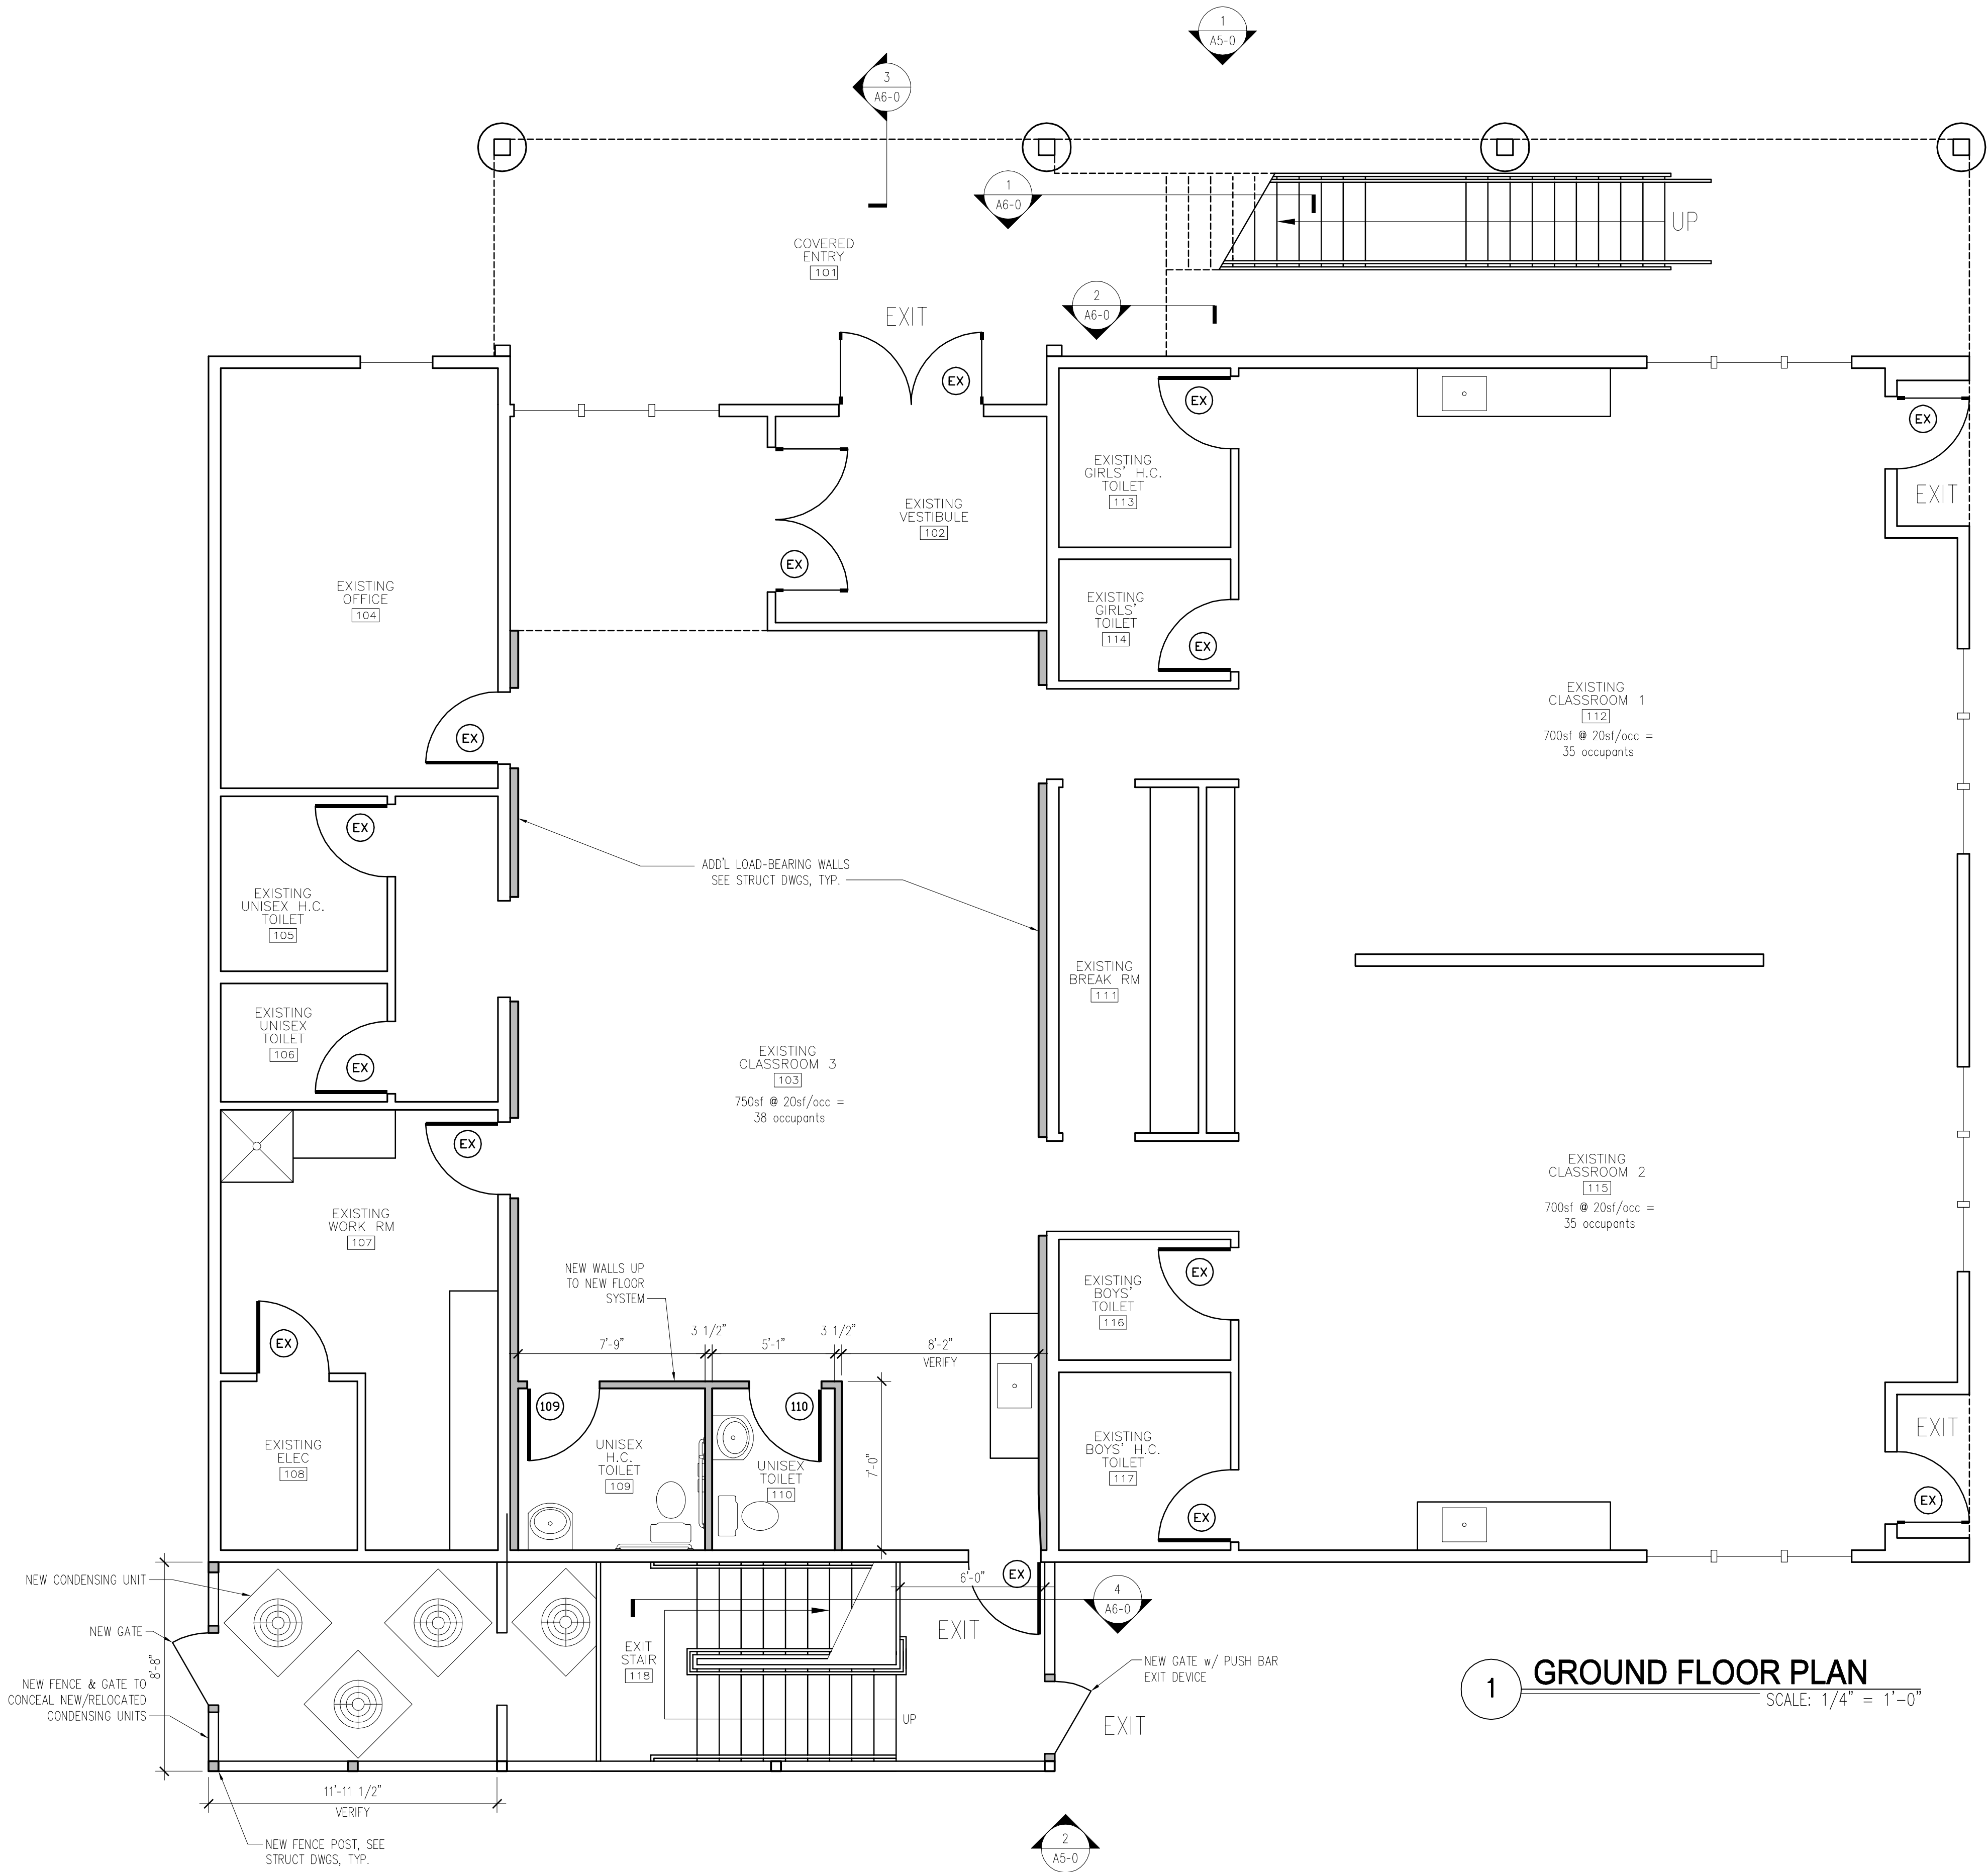 1
A5-0
3
A6-0
1
A6-0
UP
COVERED
ENTRY
101
2
A6-0
EXIT
EX
EX
EX
EXISTING
GIRLS' H.C.
TOILET
113
EXIT
EXISTING
VESTIBULE
102
EX
EXISTING
OFFICE
104
EXISTING
GIRLS'
TOILET
114
EX
EXISTING
CLASSROOM 1
112
700sf @ 20sf/occ =
35 occupants
EX
EX
ADD'L LOAD-BEARING WALLS
SEE STRUCT DWGS, TYP.
EXISTING
UNISEX H.C.
TOILET
105
EXISTING
BREAK RM
111
EXISTING
UNISEX
TOILET
106
EX
EXISTING
CLASSROOM 3
103
750sf @ 20sf/occ =
38 occupants
EX
EXISTING
CLASSROOM 2
115
700sf @ 20sf/occ =
35 occupants
EXISTING
WORK RM
107
NEW WALLS UP
TO NEW FLOOR
SYSTEM
EX
EXISTING
BOYS'
TOILET
116
EX
7'-9"
3 1/2"
5'-1"
3 1/2"
8'-2"
VERIFY
109
110
EXIT
EXISTING
ELEC
108
UNISEX
H.C.
TOILET
109
UNISEX
TOILET
110
7'-0"
EXISTING
BOYS' H.C.
TOILET
117
EX
EX
NEW CONDENSING UNIT
6'-0"
EX
4
A6-0
NEW GATE
8'-8"
EXIT
EXIT
STAIR
118
NEW GATE w/ PUSH BAR
EXIT DEVICE
NEW FENCE & GATE TO
CONCEAL NEW/RELOCATED
CONDENSING UNITS
UP
EXIT
1
GROUND FLOOR PLAN
SCALE: 1/4" = 1'-0"
11'-11 1/2"
VERIFY
NEW FENCE POST, SEE
STRUCT DWGS, TYP.
2
A5-0